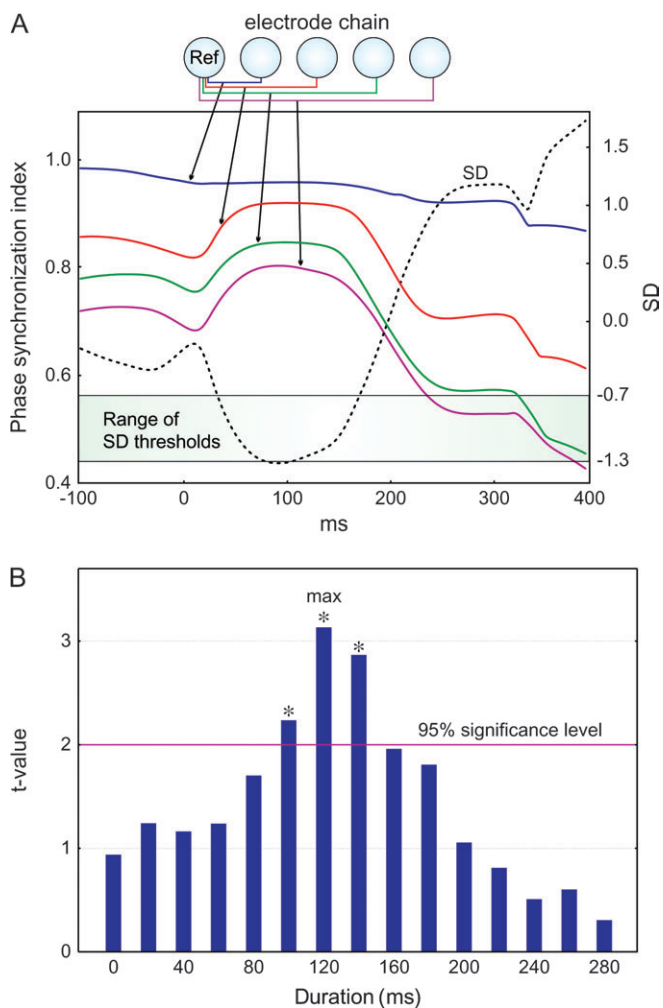 A
electrode chain
Ref
Phase synchronization index
1.0
0.8
0.6
0.4
SD
1.5
1.0
0.5
0.0
-0.7
-1.3
SD
Range of
SD thresholds
-100
0
100
200
300
400
ms
B
max
*
*
*
95% significance level
t-value
3
2
1
0
0
40
80
120
160
200
240
280
Duration (ms)